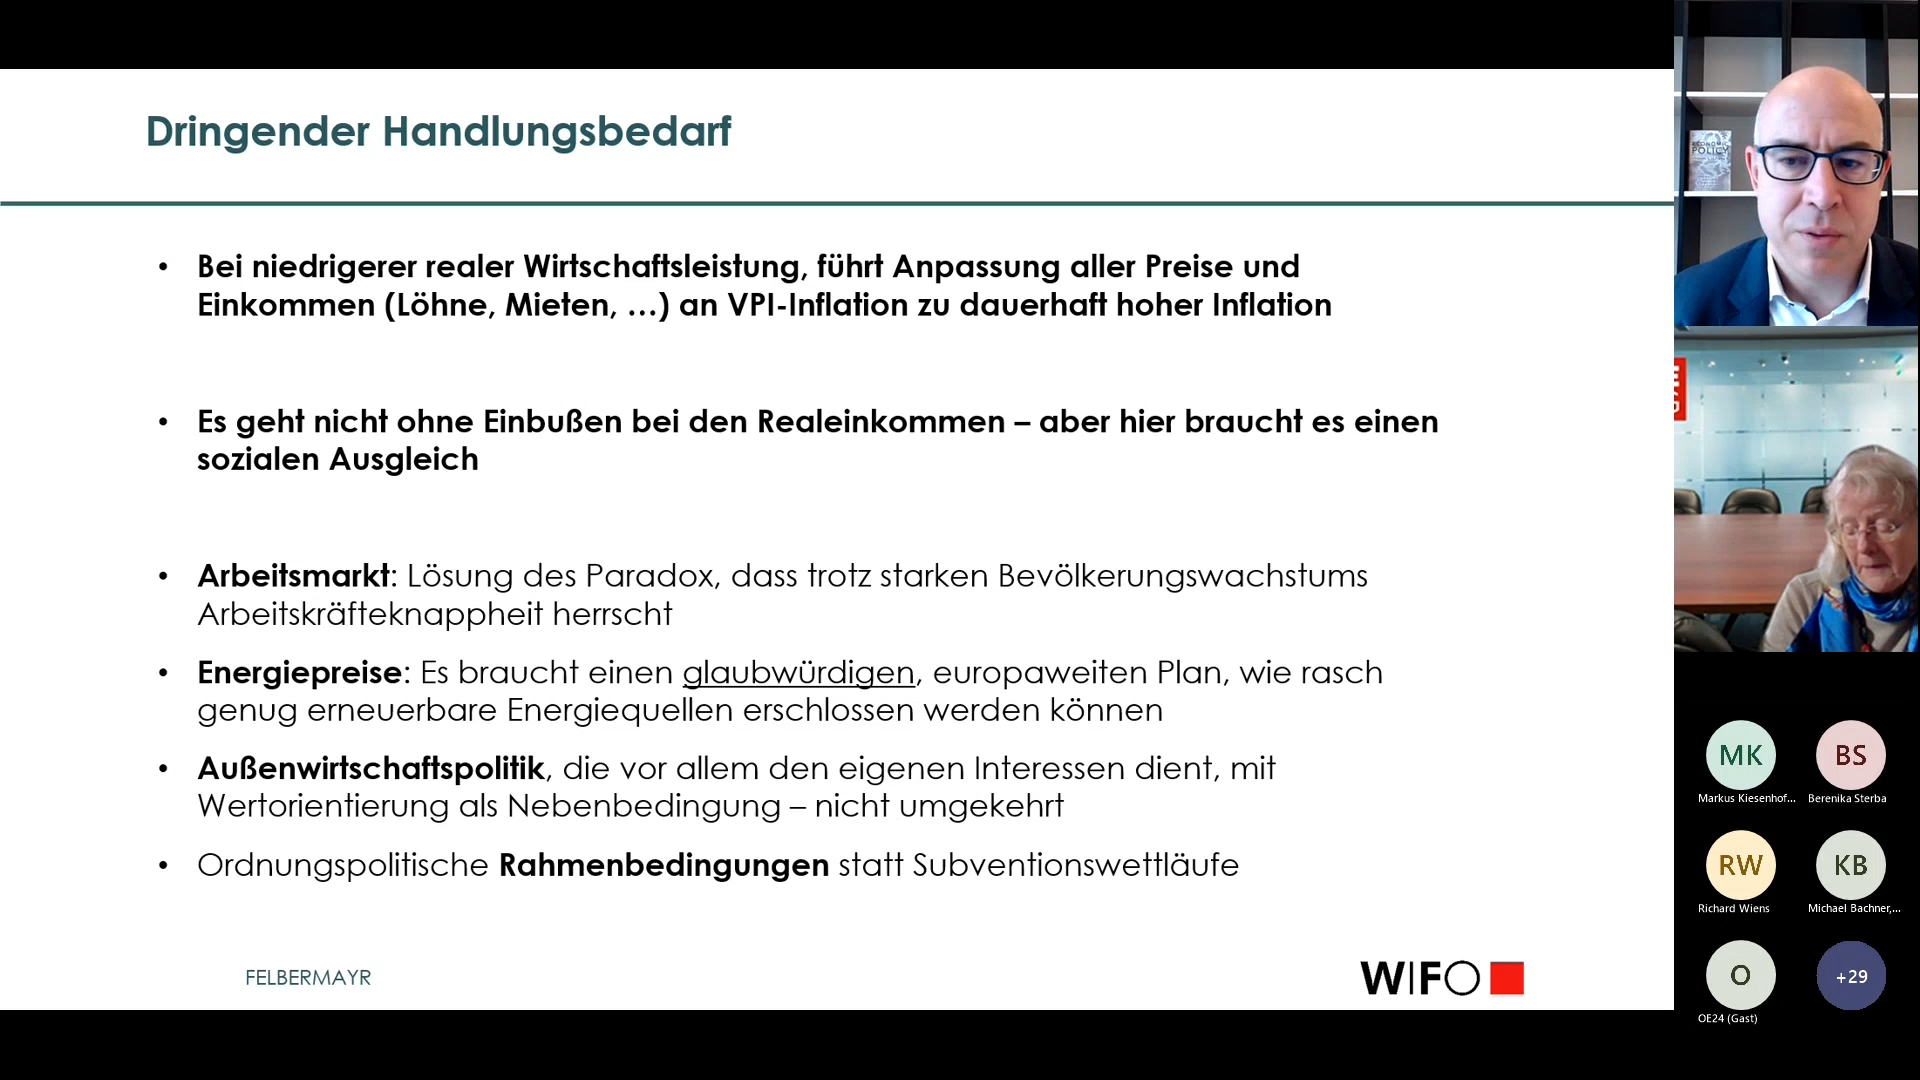 Dringender Handlungsbedarf
• Bei niedrigerer realer Wirtschaftsleistung, führt Anpassung aller Preise und
Einkommen (Löhne, Mieten, …) an VPI-Inflation zu dauerhaft hoher Inflation
• Es geht nicht ohne Einbußen bei den Realeinkommen – aber hier braucht es einen
sozialen Ausgleich
• Arbeitsmarkt: Lösung des Paradox, dass trotz starken Bevölkerungswachstums
Arbeitskräfteknappheit herrscht
• Energiepreise: Es braucht einen glaubwürdigen, europaweiten Plan, wie rasch
genug erneuerbare Energiequellen erschlossen werden können
• Außenwirtschaftspolitik, die vor allem den eigenen Interessen dient, mit
Wertorientierung als Nebenbedingung – nicht umgekehrt
• Ordnungspolitische Rahmenbedingungen statt Subventionswettläufe
FELBERMAYR
WIFO
ECONOMIC
POLICY
MK
BS
Markus Kiesenhof...
Berenika Sterba
RW
KB
Richard Wiens
Michael Bachner,...
O
+29
OE24 (Gast)